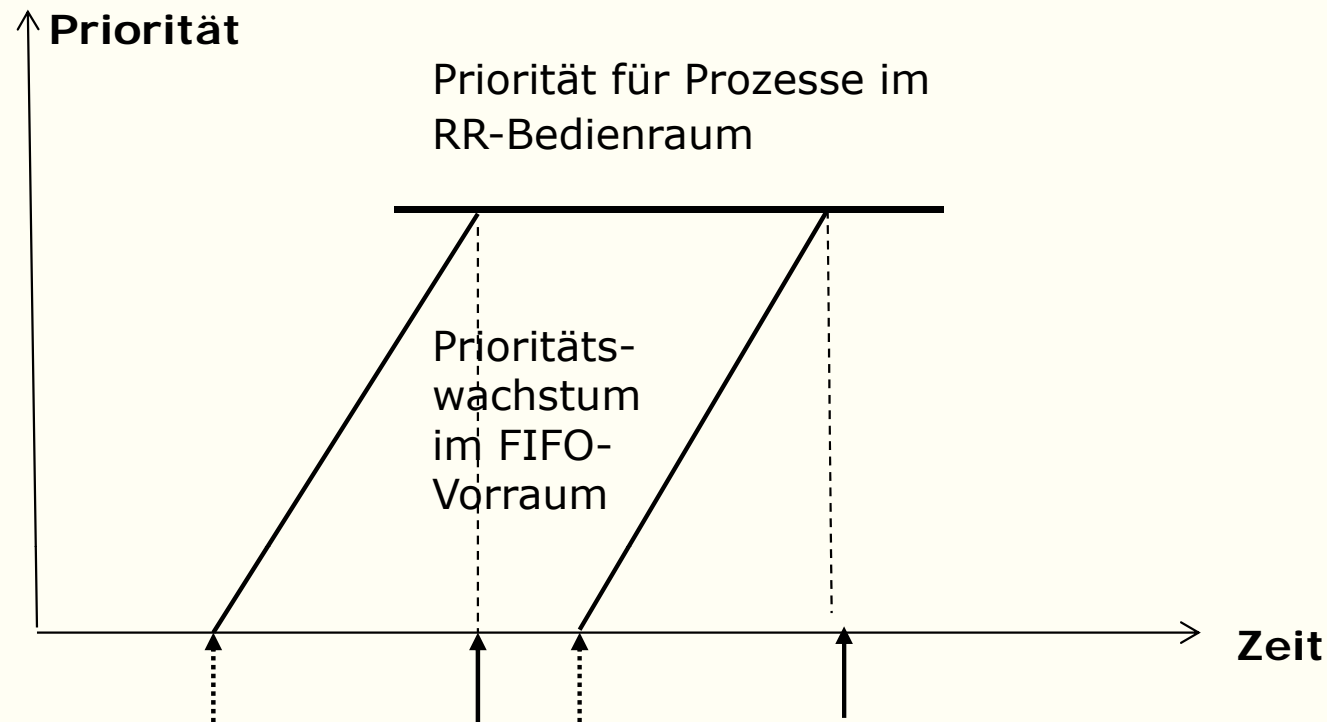 Priorität
Priorität für Prozesse im
RR-Bedienraum
Prioritäts-
wachstum
im FIFO-
Vorraum
Zeit